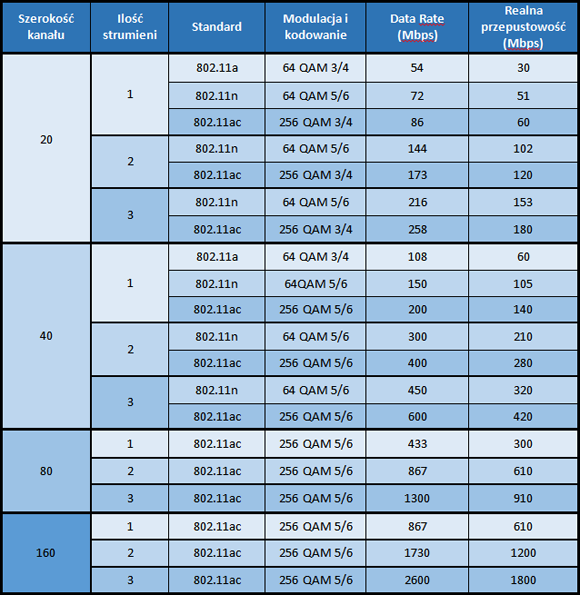 Szerokość kanału | Ilość strumieni | Standard | Modulacja i kodowanie | Data Rate (Mbps) | Realna przepustowość (Mbps)
20 | 1 | 802.11a | 64 QAM 3/4 | 54 | 30
802.11n | 64 QAM 5/6 | 72 | 51
802.11ac | 256 QAM 3/4 | 86 | 60
2 | 802.11n | 64 QAM 5/6 | 144 | 102
802.11ac | 256 QAM 3/4 | 173 | 120
3 | 802.11n | 64 QAM 5/6 | 216 | 153
802.11ac | 256 QAM 3/4 | 258 | 180
40 | 1 | 802.11a | 64 QAM 3/4 | 108 | 60
802.11n | 64QAM 5/6 | 150 | 105
802.11ac | 256 QAM 5/6 | 200 | 140
2 | 802.11n | 64 QAM 5/6 | 300 | 210
802.11ac | 256 QAM 5/6 | 400 | 280
3 | 802.11n | 64 QAM 5/6 | 450 | 320
802.11ac | 256 QAM 5/6 | 600 | 420
80 | 1 | 802.11ac | 256 QAM 5/6 | 433 | 300
2 | 802.11ac | 256 QAM 5/6 | 867 | 610
3 | 802.11ac | 256 QAM 5/6 | 1300 | 910
160 | 1 | 802.11ac | 256 QAM 5/6 | 867 | 610
2 | 802.11ac | 256 QAM 5/6 | 1730 | 1200
3 | 802.11ac | 256 QAM 5/6 | 2600 | 1800